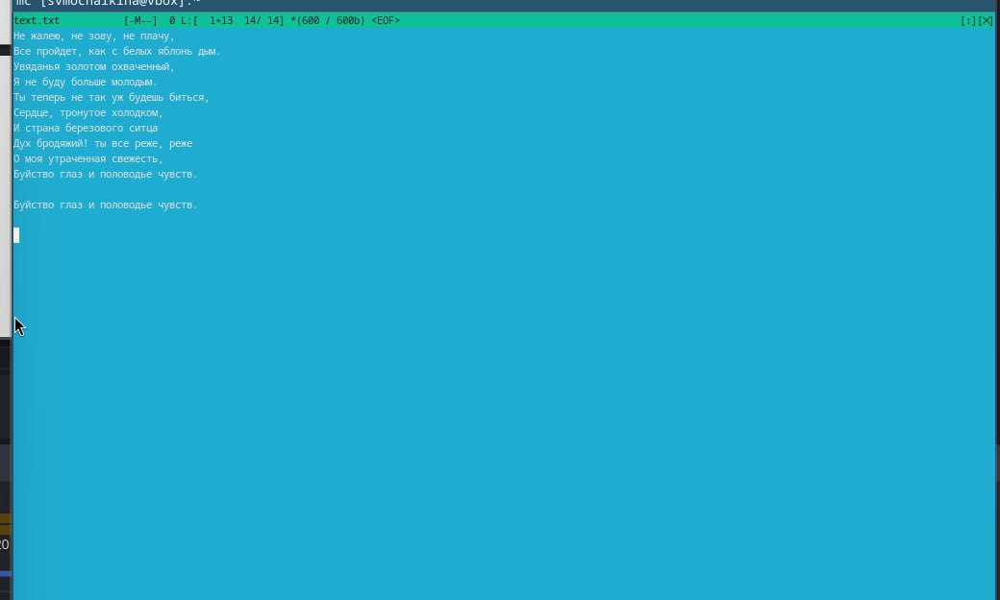 mc [svmochalkina@vbox]:~
text.txt [-M--] 0 L:[ 1+13 14/ 14] *(600 / 600b) <EOF> [↕][X]
Не жалею, не зову, не плачу,
Все пройдет, как с белых яблонь дым.
Увяданья золотом охваченный,
Я не буду больше молодым.
Ты теперь не так уж будешь биться,
Сердце, тронутое холодком,
И страна березового ситца
Дух бродяжий! ты все реже, реже
О моя утраченная свежесть,
Буйство глаз и половодье чувств.
Буйство глаз и половодье чувств.
20